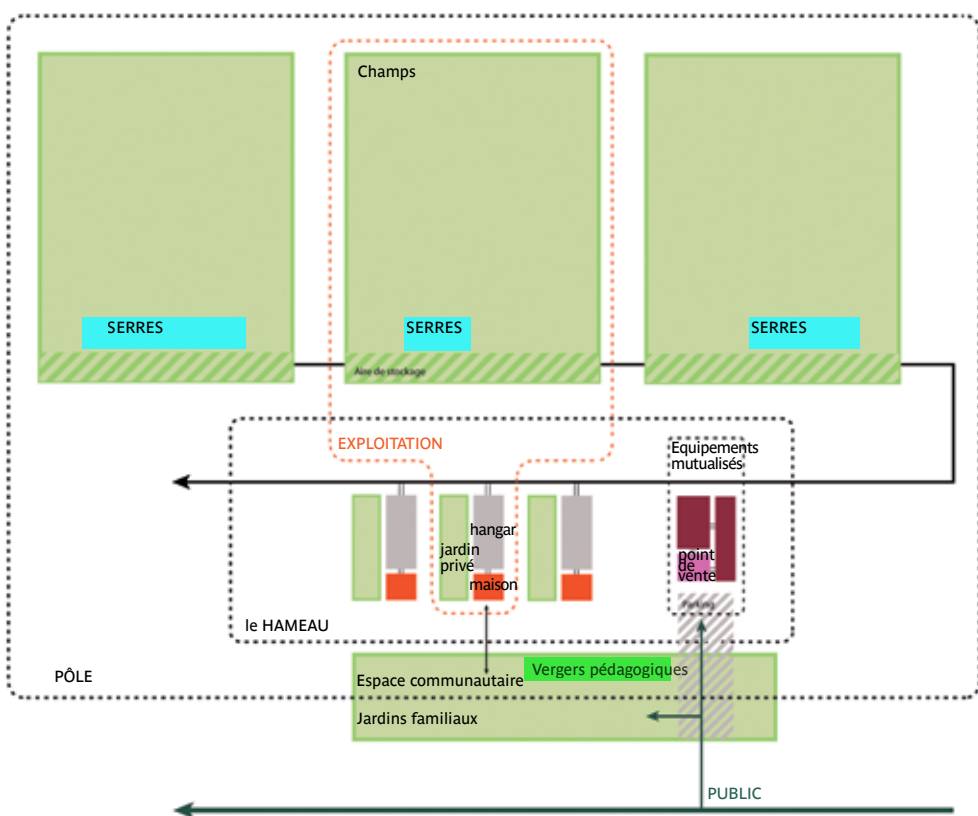 Champs
SERRES
SERRES
SERRES
Aire de stockage
EXPLOITATION
Equipements
mutualisés
hangar
jardin
privé
maison
point
de
vente
Parking
le HAMEAU
PÔLE
Vergers pédagogiques
Espace communautaire
Jardins familiaux
PUBLIC